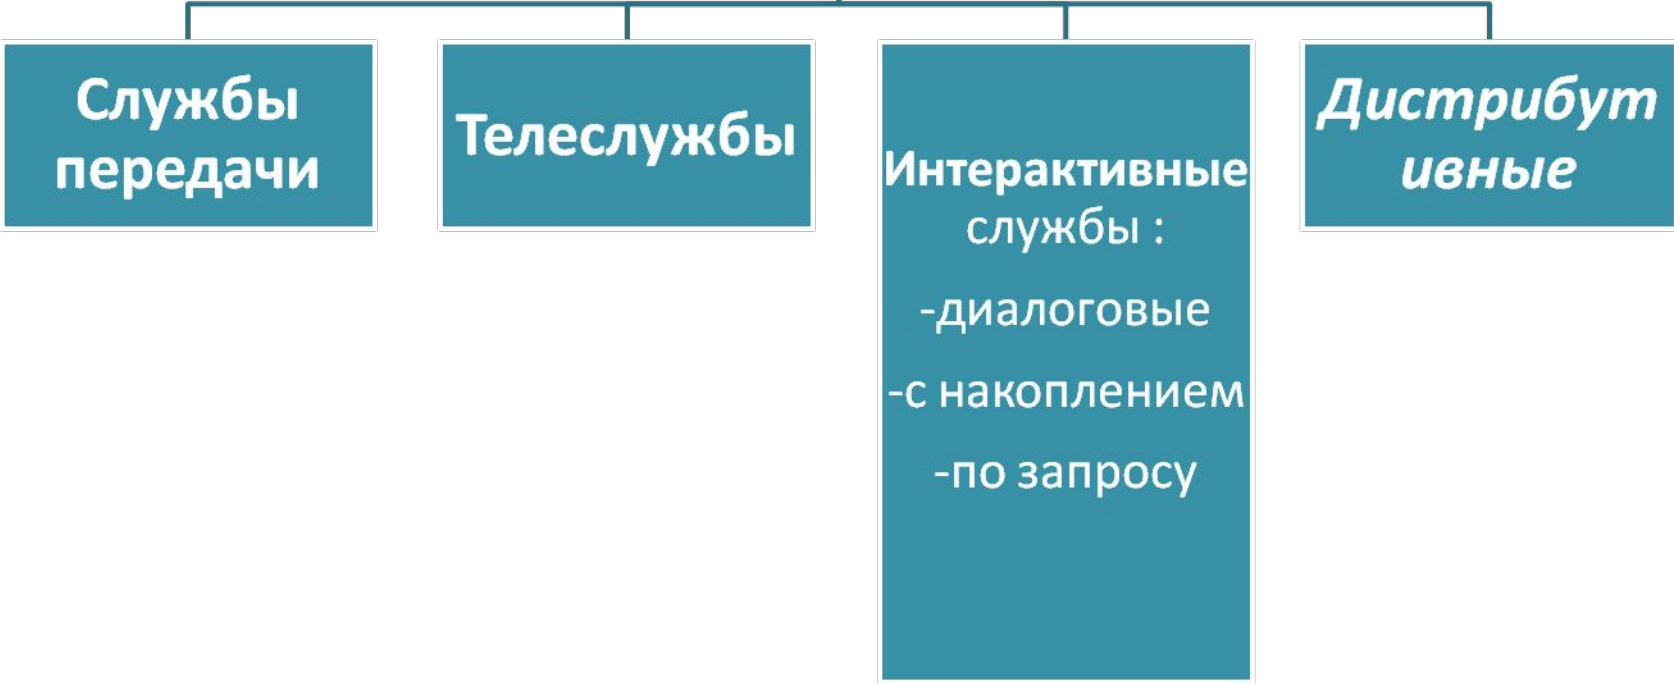 Службы
передачи
Телеслужбы
Интерактивные
службы :
-диалоговые
-с накоплением
-по запросу
Дистрибут
ивные